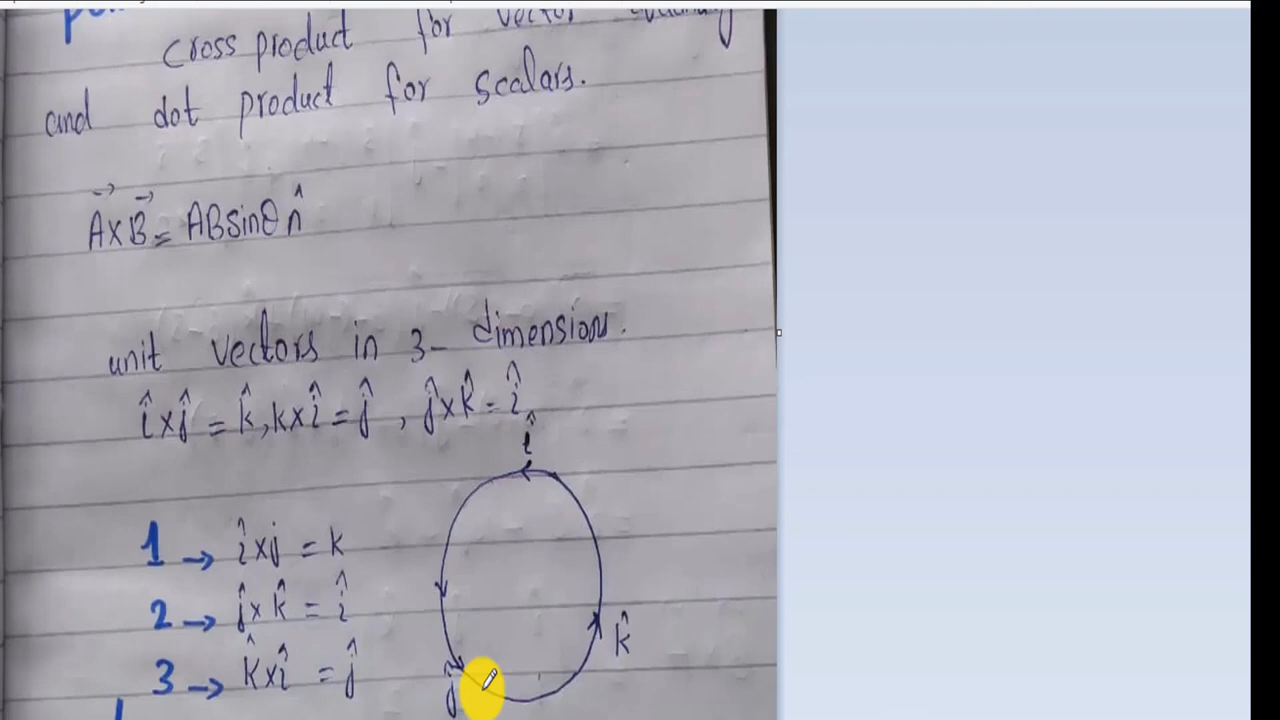 cross product for vector
and dot product for scalars.
A⃗×B⃗ = ABsinθ n̂
unit vectors in 3- dimension.
î×ĵ = k̂, k×î = ĵ , ĵ×k̂ = î
î
1 → î×j = k
2 → ĵ×k̂ = î
k̂
3 → k̂×î = ĵ
ĵ